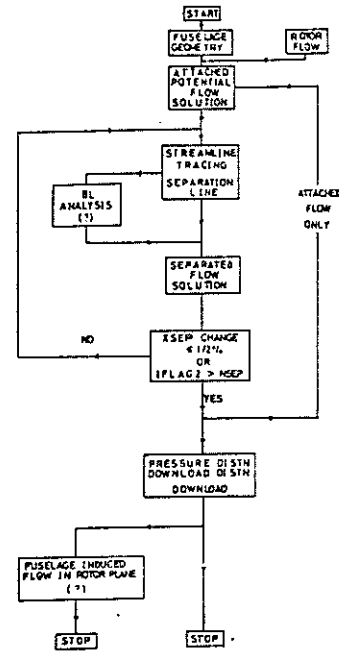 START
FUSELAGE
GEOMETRY
ROTOR
FLOW
ATTACHED
POTENTIAL
FLOW
SOLUTION
STREAMLINE
TRACING
SEPARATION
LINE
BL
ANALYSIS
(?)
ATTACHED
FLOW
ONLY
SEPARATED
FLOW
SOLUTION
NO
XSEP CHANGE
≤ 1/2%
OR
IFLAG2 > NSEP
YES
PRESSURE DISTN
DOWNLOAD DISTN
DOWNLOAD
FUSELAGE INDUCED
FLOW IN ROTOR PLANE
(?)
STOP
STOP